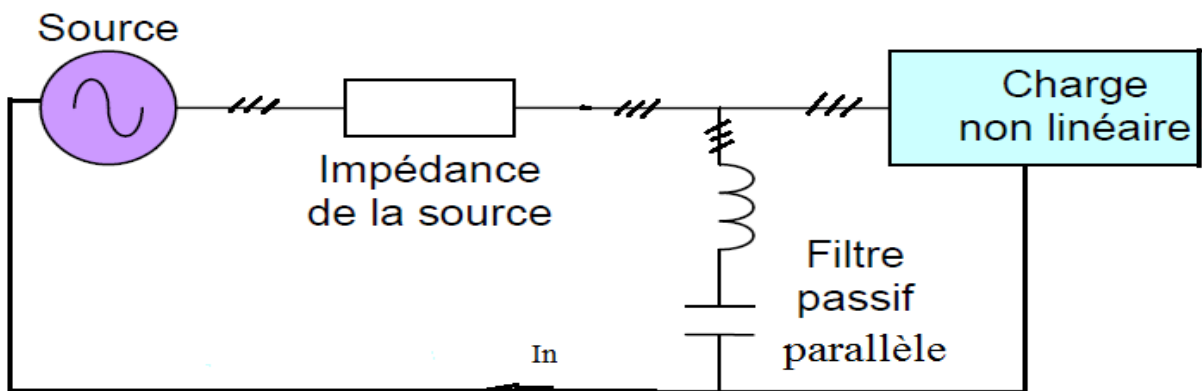 Source
Charge
non linéaire
Impédance
de la source
Filtre
passif
parallèle
In